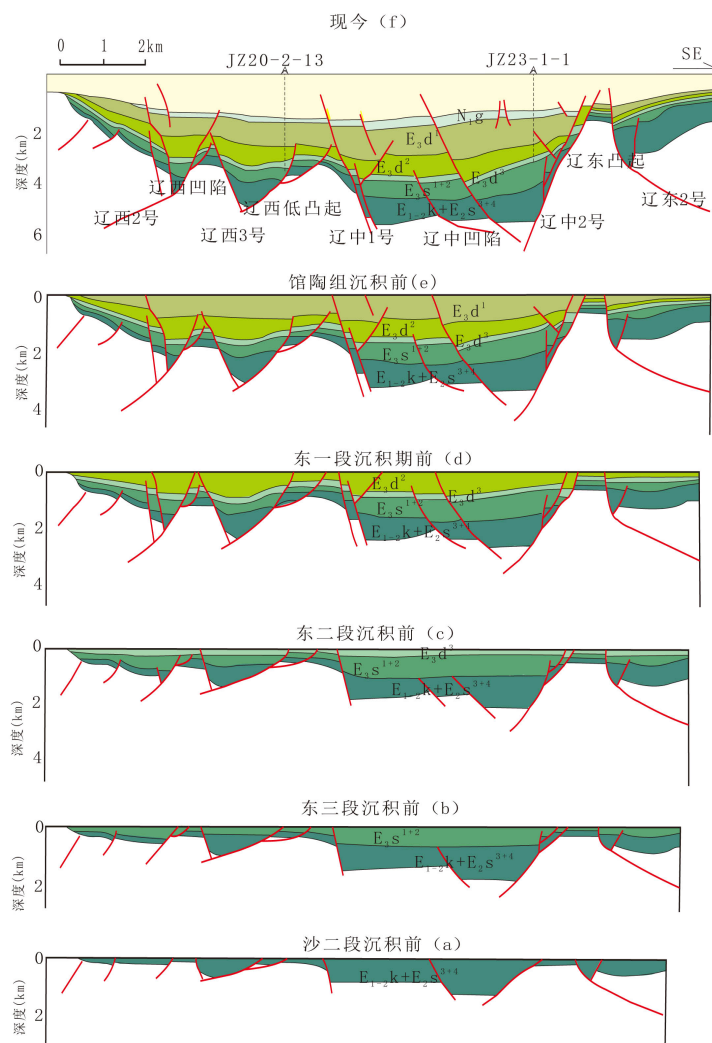 现今（f）
0 1 2km
JZ20-2-13
JZ23-1-1
SE
N₁g
E₃d¹
E₃d²
E₃d³
E₃s¹⁺²
E₁₋₂k+E₂s³⁺⁴
辽西2号
辽西凹陷
辽西3号
辽西低凸起
辽中1号
辽中凹陷
辽中2号
辽东凸起
辽东2号
深度(km)
2
4
6
馆陶组沉积前(e)
E₃d¹
E₃d²
E₃d³
E₃s¹⁺²
E₁₋₂k+E₂s³⁺⁴
深度(km)
0
2
4
东一段沉积期前（d）
E₃d²
E₃d³
E₃s¹⁺²
E₁₋₂k+E₂s³⁺⁴
深度(km)
0
2
4
东二段沉积前（c）
E₃d³
E₃s¹⁺²
E₁₋₂k+E₂s³⁺⁴
深度(km)
0
2
4
东三段沉积前（b）
E₃s¹⁺²
E₁₋₂k+E₂s³⁺⁴
深度(km)
0
2
沙二段沉积前（a）
E₁₋₂k+E₂s³⁺⁴
深度(km)
0
2